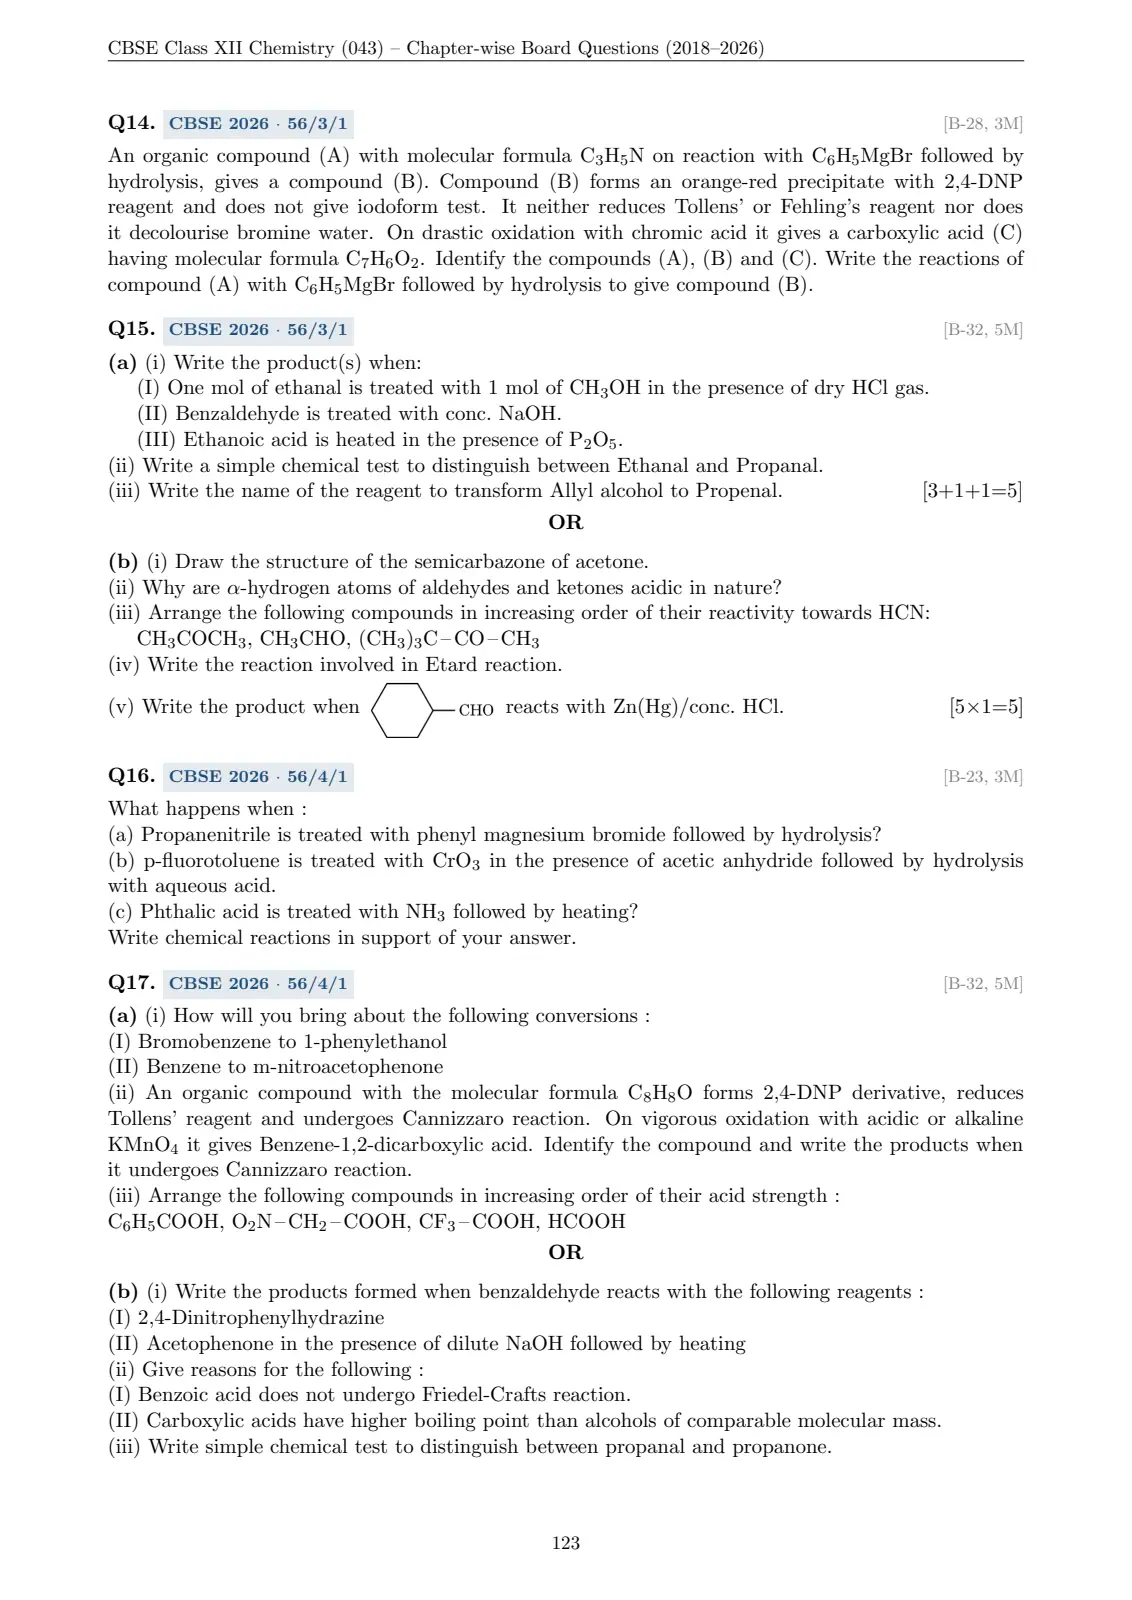 CBSE Class XII Chemistry (043) – Chapter-wise Board Questions (2018–2026)
Q14. CBSE 2026 · 56/3/1 [B-28, 3M]
An organic compound (A) with molecular formula C₃H₅N on reaction with C₆H₅MgBr followed by
hydrolysis, gives a compound (B). Compound (B) forms an orange-red precipitate with 2,4-DNP
reagent and does not give iodoform test. It neither reduces Tollens' or Fehling's reagent nor does
it decolourise bromine water. On drastic oxidation with chromic acid it gives a carboxylic acid (C)
having molecular formula C₇H₆O₂. Identify the compounds (A), (B) and (C). Write the reactions of
compound (A) with C₆H₅MgBr followed by hydrolysis to give compound (B).
Q15. CBSE 2026 · 56/3/1 [B-32, 5M]
(a) (i) Write the product(s) when:
(I) One mol of ethanal is treated with 1 mol of CH₃OH in the presence of dry HCl gas.
(II) Benzaldehyde is treated with conc. NaOH.
(III) Ethanoic acid is heated in the presence of P₂O₅.
(ii) Write a simple chemical test to distinguish between Ethanal and Propanal.
(iii) Write the name of the reagent to transform Allyl alcohol to Propenal. [3+1+1=5]
OR
(b) (i) Draw the structure of the semicarbazone of acetone.
(ii) Why are α-hydrogen atoms of aldehydes and ketones acidic in nature?
(iii) Arrange the following compounds in increasing order of their reactivity towards HCN:
CH₃COCH₃, CH₃CHO, (CH₃)₃C–CO–CH₃
(iv) Write the reaction involved in Etard reaction.
(v) Write the product when CHO reacts with Zn(Hg)/conc. HCl. [5×1=5]
Q16. CBSE 2026 · 56/4/1 [B-23, 3M]
What happens when :
(a) Propanenitrile is treated with phenyl magnesium bromide followed by hydrolysis?
(b) p-fluorotoluene is treated with CrO₃ in the presence of acetic anhydride followed by hydrolysis
with aqueous acid.
(c) Phthalic acid is treated with NH₃ followed by heating?
Write chemical reactions in support of your answer.
Q17. CBSE 2026 · 56/4/1 [B-32, 5M]
(a) (i) How will you bring about the following conversions :
(I) Bromobenzene to 1-phenylethanol
(II) Benzene to m-nitroacetophenone
(ii) An organic compound with the molecular formula C₈H₈O forms 2,4-DNP derivative, reduces
Tollens' reagent and undergoes Cannizzaro reaction. On vigorous oxidation with acidic or alkaline
KMnO₄ it gives Benzene-1,2-dicarboxylic acid. Identify the compound and write the products when
it undergoes Cannizzaro reaction.
(iii) Arrange the following compounds in increasing order of their acid strength :
C₆H₅COOH, O₂N–CH₂–COOH, CF₃–COOH, HCOOH
OR
(b) (i) Write the products formed when benzaldehyde reacts with the following reagents :
(I) 2,4-Dinitrophenylhydrazine
(II) Acetophenone in the presence of dilute NaOH followed by heating
(ii) Give reasons for the following :
(I) Benzoic acid does not undergo Friedel-Crafts reaction.
(II) Carboxylic acids have higher boiling point than alcohols of comparable molecular mass.
(iii) Write simple chemical test to distinguish between propanal and propanone.
123